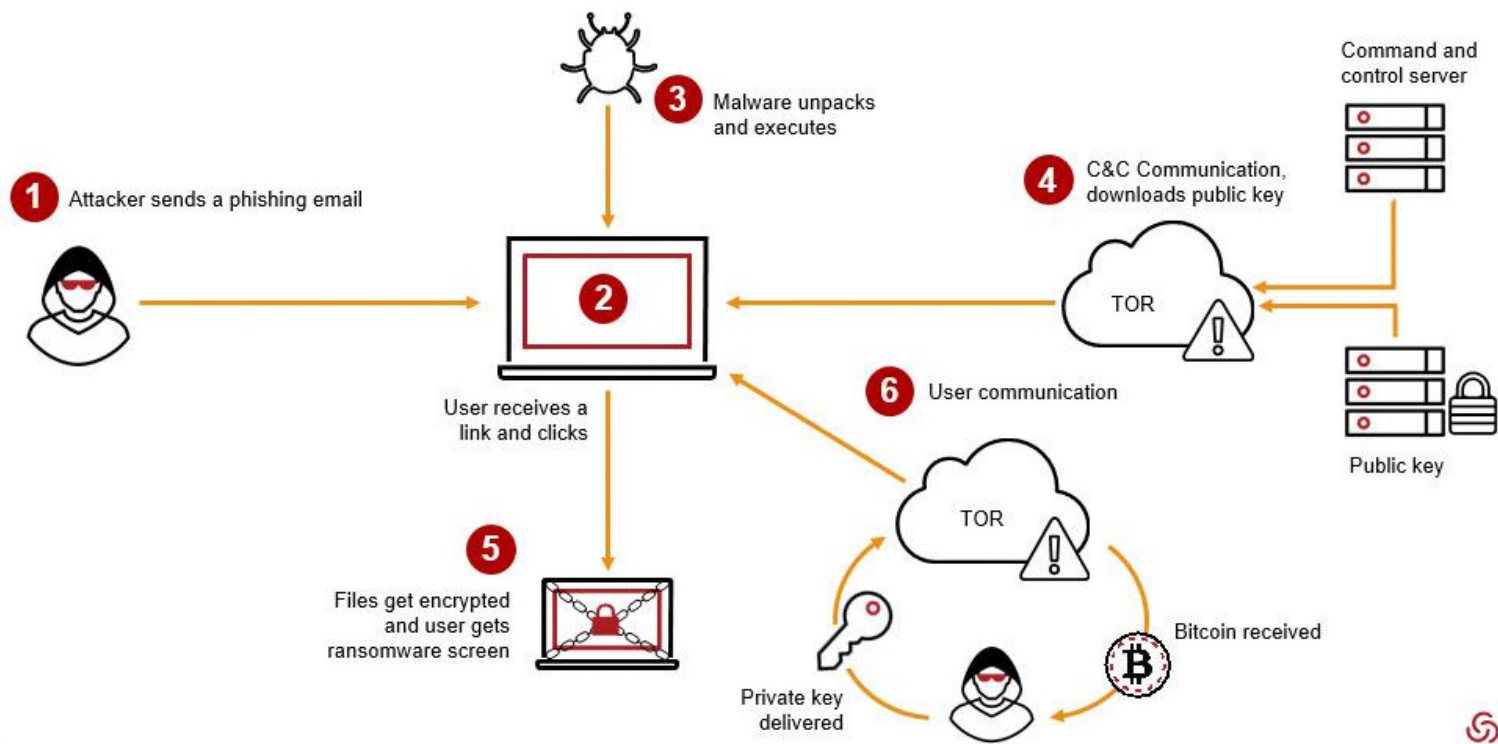 3
Malware unpacks
and executes
Command and
control server
1
Attacker sends a phishing email
4
C&C Communication,
downloads public key
2
TOR
User receives a
link and clicks
6
User communication
Public key
TOR
5
Files get encrypted
and user gets
ransomware screen
Bitcoin received
B
Private key
delivered